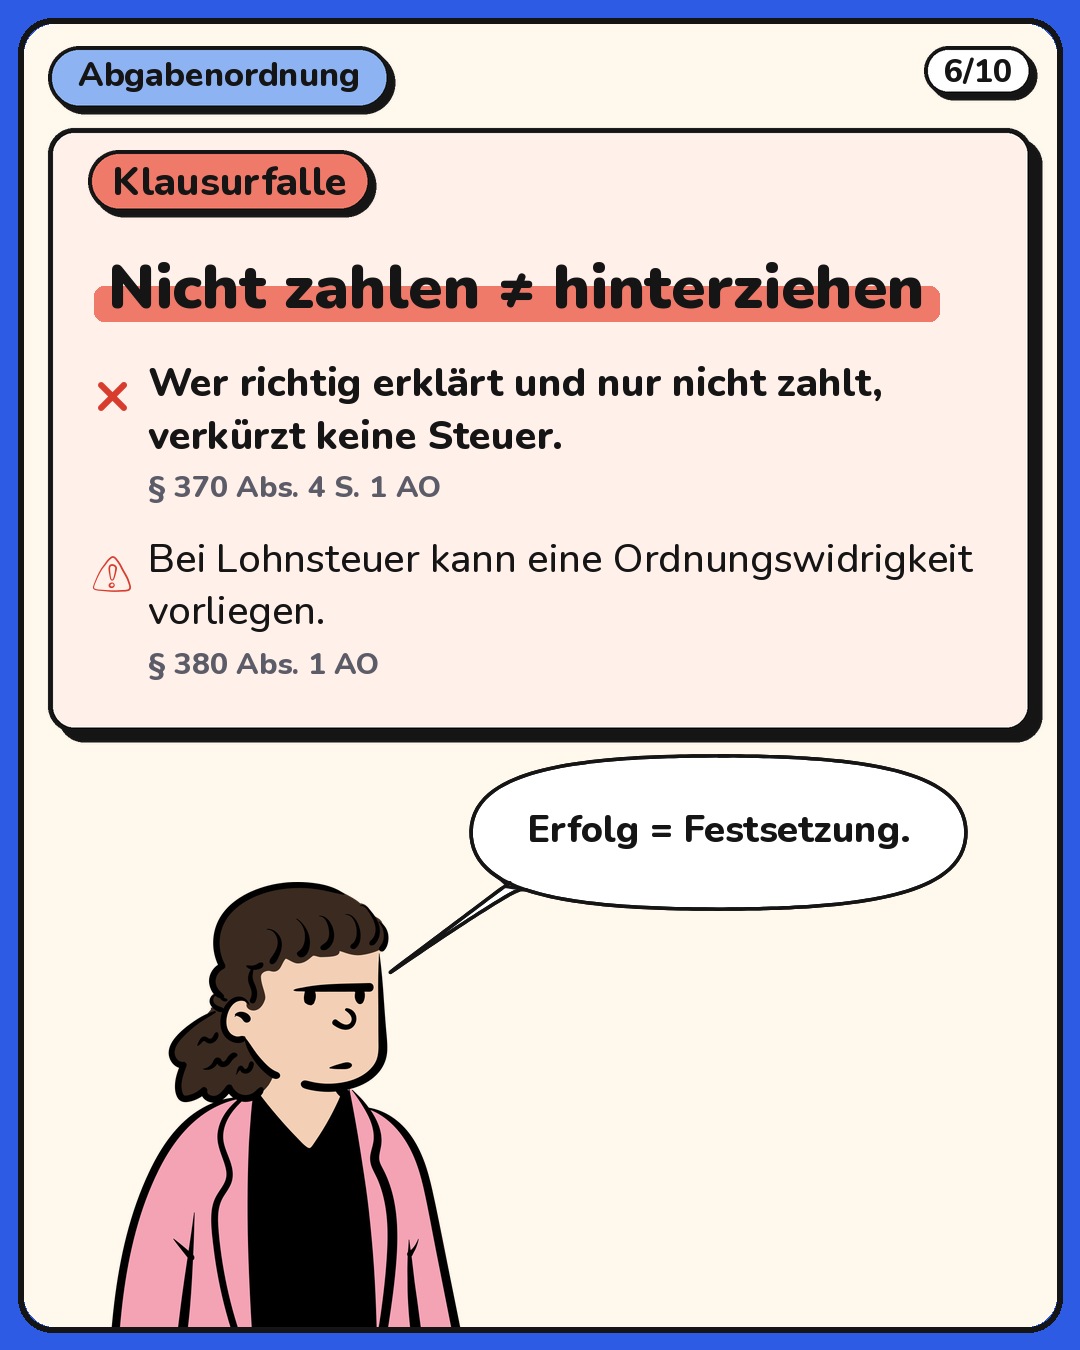 Abgabenordnung
6/10
Klausurfalle
Nicht zahlen ≠ hinterziehen
Wer richtig erklärt und nur nicht zahlt,
verkürzt keine Steuer.
§ 370 Abs. 4 S. 1 AO
Bei Lohnsteuer kann eine Ordnungswidrigkeit
vorliegen.
§ 380 Abs. 1 AO
Erfolg = Festsetzung.